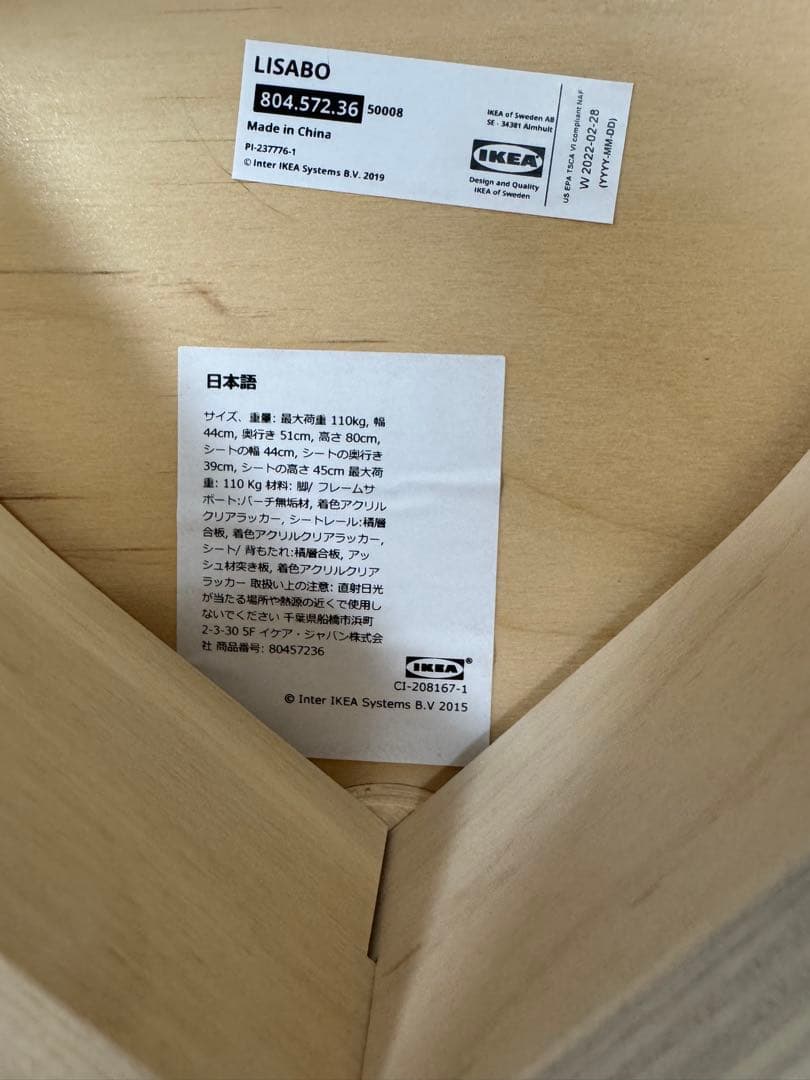 LISABO
804.572.36 50008
Made in China
PI-237776-1
© Inter IKEA Systems B.V. 2019
IKEA of Sweden AB
SE - 34381 Älmhult
IKEA
Design and Quality
IKEA of Sweden
US EPA TSCA VI compliant NAF
W 2022-02-28
(YYYY-MM-DD)
日本語
サイズ、重量: 最大荷重 110kg, 幅
44cm, 奥行き 51cm, 高さ 80cm,
シートの幅 44cm, シートの奥行き
39cm, シートの高さ 45cm 最大荷
重: 110 Kg 材料: 脚/ フレームサ
ポート:バーチ無垢材, 着色アクリル
クリアラッカー, シートレール:積層
合板, 着色アクリルクリアラッカー,
シート/ 背もたれ:積層合板, アッ
シュ材突き板, 着色アクリルクリア
ラッカー 取扱い上の注意: 直射日光
が当たる場所や熱源の近くで使用し
ないでください 千葉県船橋市浜町
2-3-30 5F イケア・ジャパン株式会
社 商品番号: 80457236
IKEA®
CI-208167-1
© Inter IKEA Systems B.V 2015